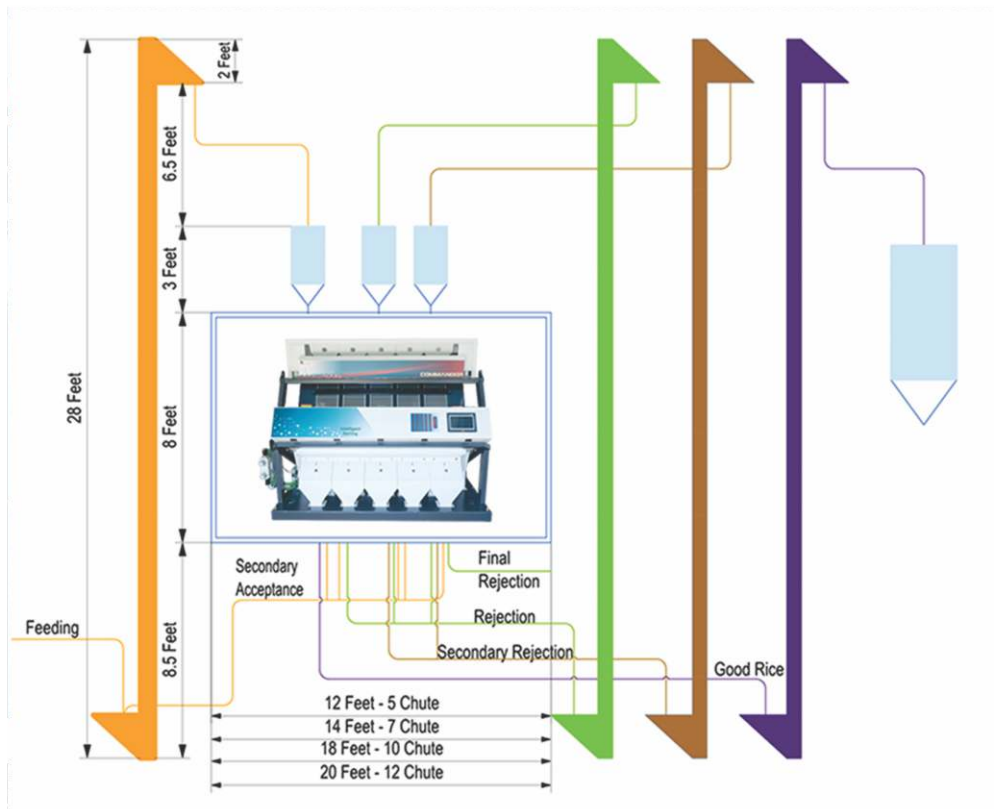 2 Feet
6.5 Feet
3 Feet
28 Feet
8 Feet
8.5 Feet
COMMANDER
Secondary
Acceptance
Final
Rejection
Feeding
Rejection
Secondary Rejection
Good Rice
12 Feet - 5 Chute
14 Feet - 7 Chute
18 Feet - 10 Chute
20 Feet - 12 Chute